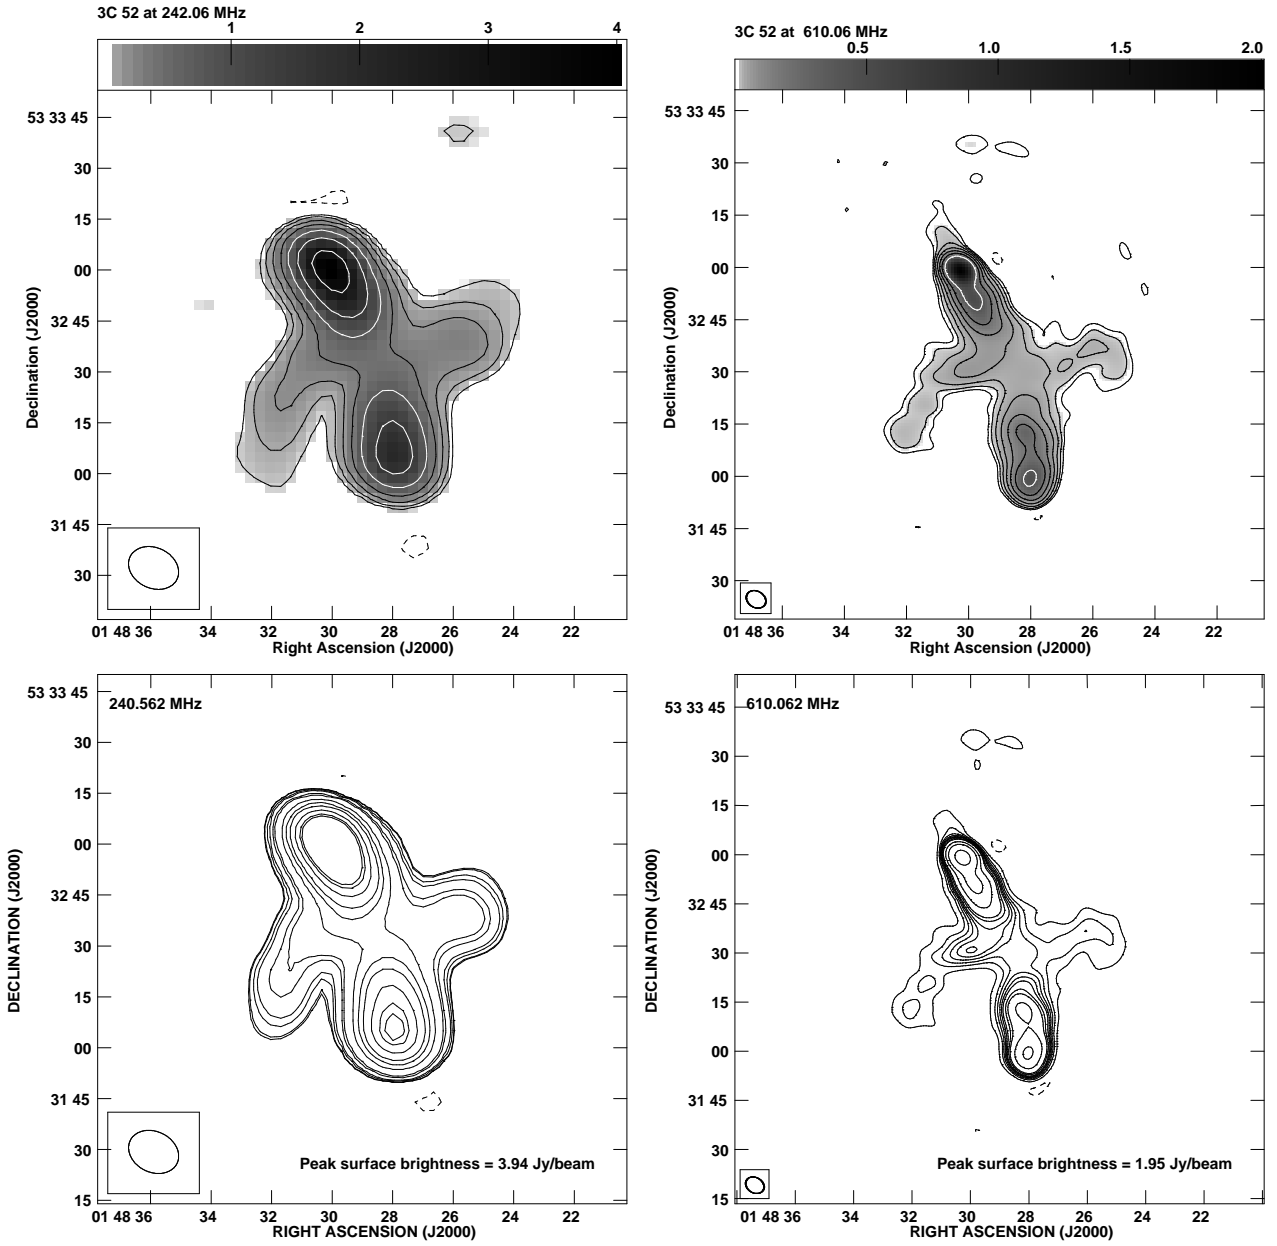 3C 52 at 242.06 MHz
1 2 3 4
53 33 45
30
15
00
32 45
30
15
00
31 45
30
Declination (J2000)
01 48 36 34 32 30 28 26 24 22
Right Ascension (J2000)
3C 52 at 610.06 MHz
0.5 1.0 1.5 2.0
53 33 45
30
15
00
32 45
30
15
00
31 45
30
Declination (J2000)
01 48 36 34 32 30 28 26 24 22
Right Ascension (J2000)
240.562 MHz
53 33 45
30
15
00
32 45
30
15
00
31 45
30
15
DECLINATION (J2000)
Peak surface brightness = 3.94 Jy/beam
01 48 36 34 32 30 28 26 24 22
RIGHT ASCENSION (J2000)
610.062 MHz
53 33 45
30
15
00
32 45
30
15
00
31 45
30
15
DECLINATION (J2000)
Peak surface brightness = 1.95 Jy/beam
01 48 36 34 32 30 28 26 24 22
RIGHT ASCENSION (J2000)